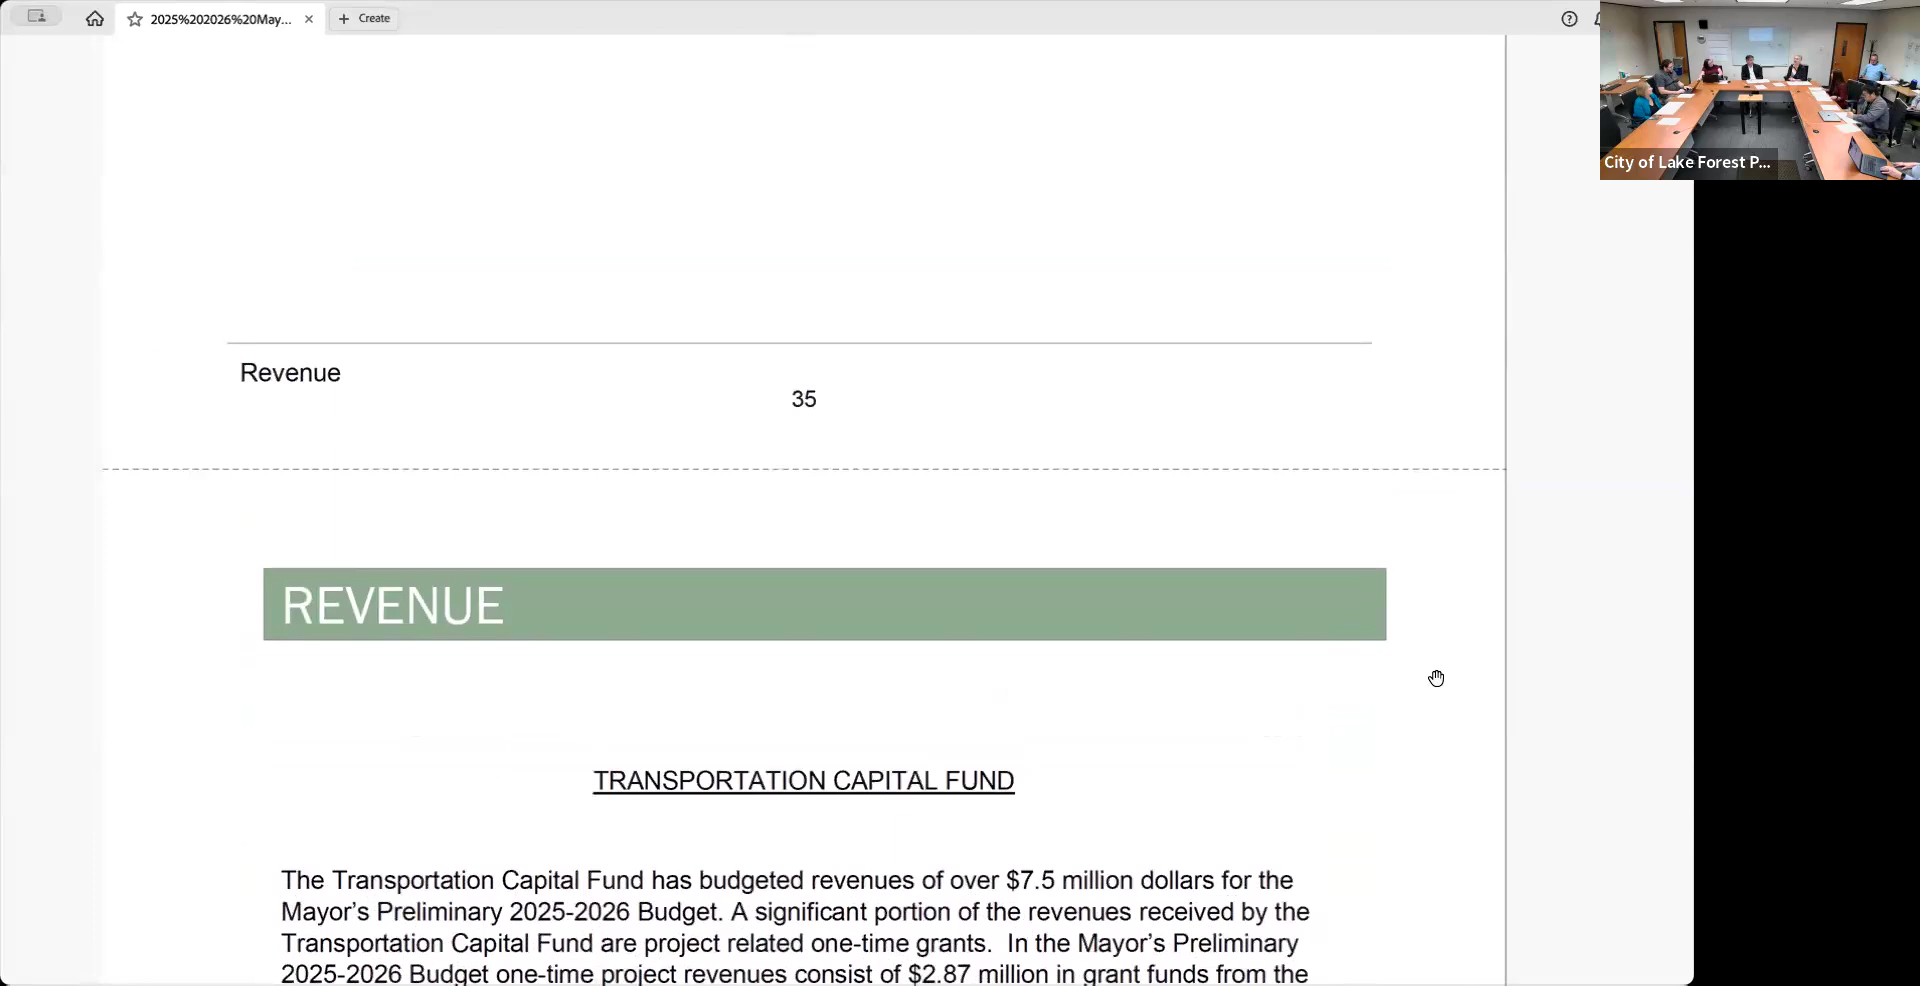 2025%202026%20May...
Create
City of Lake Forest P...
Revenue
35
REVENUE
TRANSPORTATION CAPITAL FUND
The Transportation Capital Fund has budgeted revenues of over $7.5 million dollars for the
Mayor’s Preliminary 2025-2026 Budget. A significant portion of the revenues received by the
Transportation Capital Fund are project related one-time grants.  In the Mayor’s Preliminary
2025-2026 Budget one-time project revenues consist of $2.87 million in grant funds from the